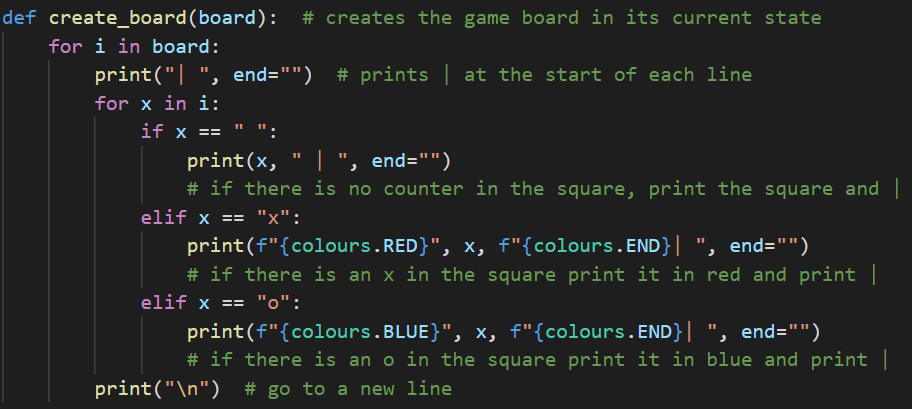 def create_board(board):  # creates the game board in its current state
    for i in board:
        print("| ", end="")  # prints | at the start of each line
        for x in i:
            if x == " ":
                print(x, " | ", end="")
                # if there is no counter in the square, print the square and |
            elif x == "x":
                print(f"{colours.RED}", x, f"{colours.END}| ", end="")
                # if there is an x in the square print it in red and print |
            elif x == "o":
                print(f"{colours.BLUE}", x, f"{colours.END}| ", end="")
                # if there is an o in the square print it in blue and print |
        print("\n")  # go to a new line